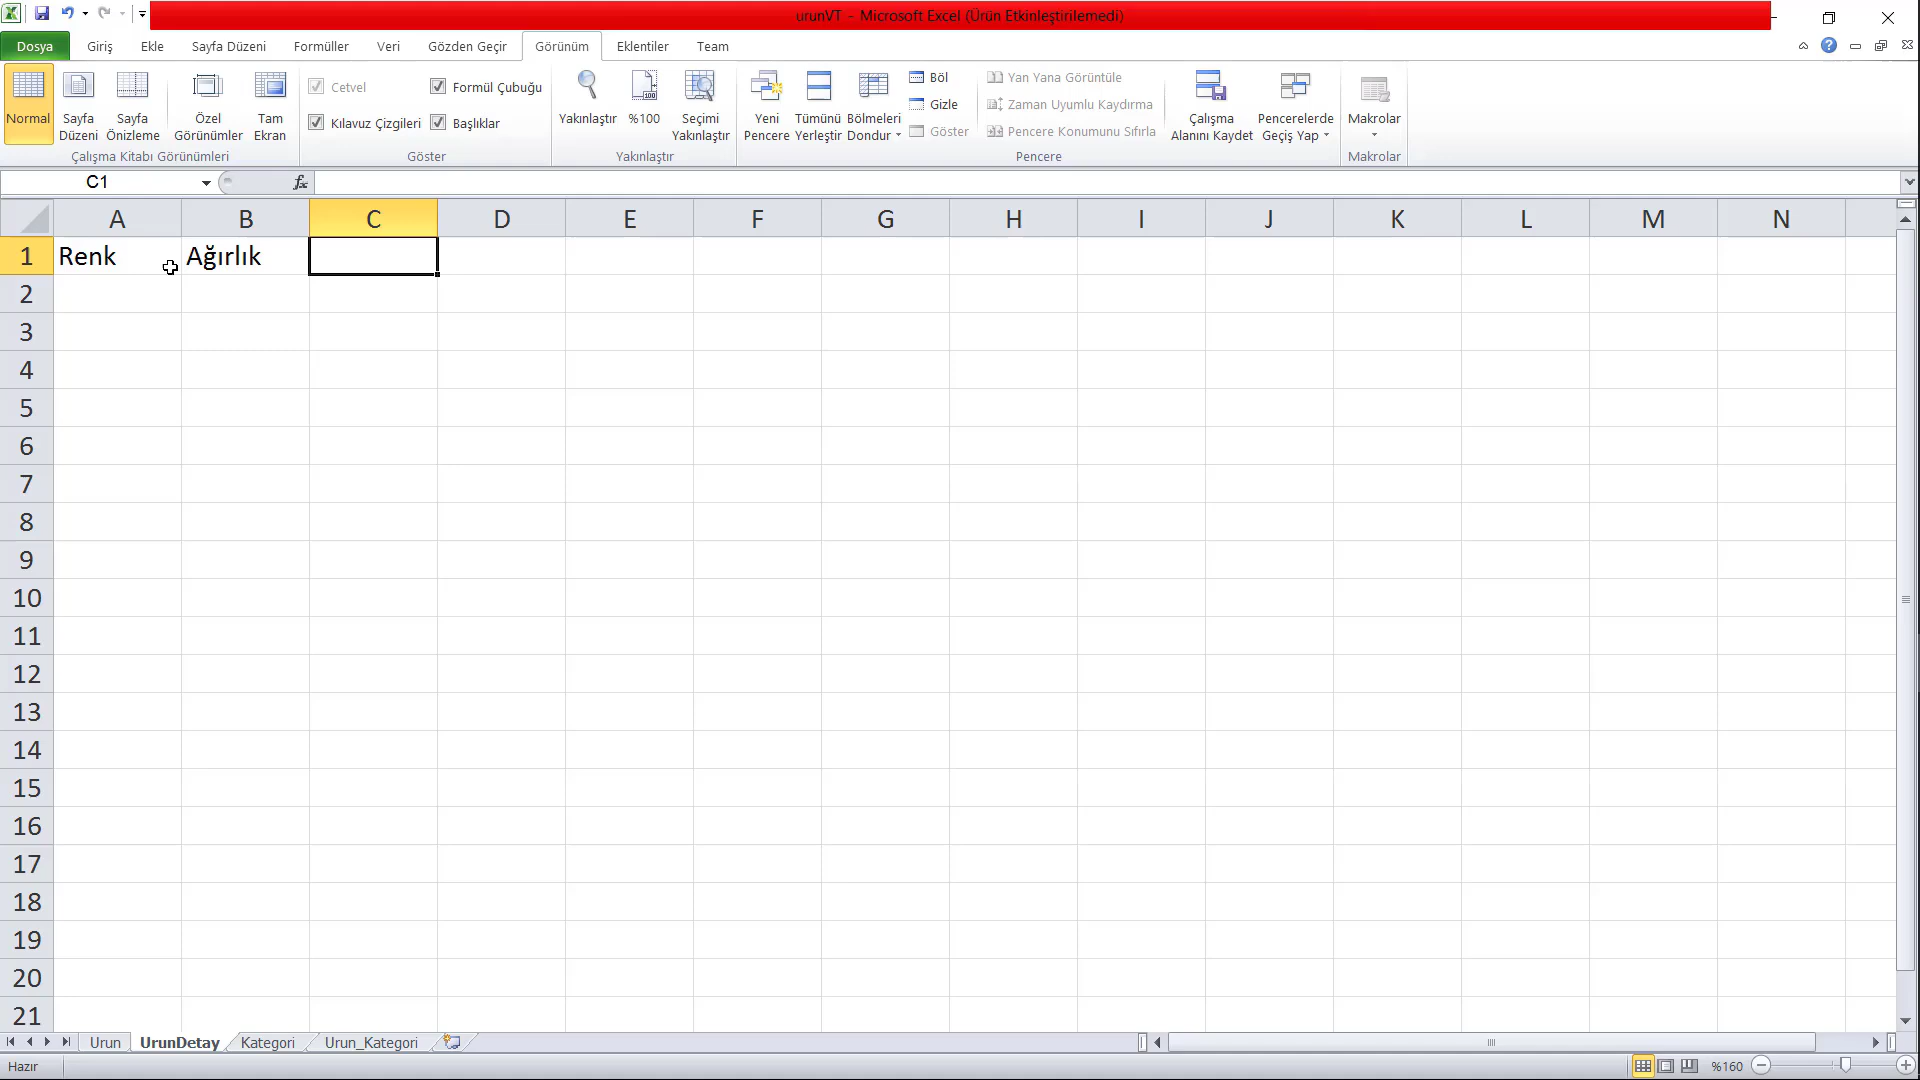 urunVT - Microsoft Excel (Ürün Etkinleştirilemedi)
Dosya Giriş Ekle Sayfa Düzeni Formüller Veri Gözden Geçir Görünüm Eklentiler Team
Normal
Sayfa Düzeni
Sayfa Önizleme
Özel Görünümler
Tam Ekran
Çalışma Kitabı Görünümleri
Cetvel
Formül Çubuğu
Kılavuz Çizgileri
Başlıklar
Göster
Yakınlaştır
%100
100
Seçimi Yakınlaştır
Yakınlaştır
Yeni Pencere
Tümünü Yerleştir
Bölmeleri Dondur
Böl
Gizle
Göster
Yan Yana Görüntüle
Zaman Uyumlu Kaydırma
Pencere Konumunu Sıfırla
Çalışma Alanını Kaydet
Pencerelerde Geçiş Yap
Pencere
Makrolar
Makrolar
C1 fx
A B C D E F G H I J K L M N
1 Renk Ağırlık
2
3
4
5
6
7
8
9
10
11
12
13
14
15
16
17
18
19
20
21
Urun UrunDetay Kategori Urun_Kategori
Hazır %160